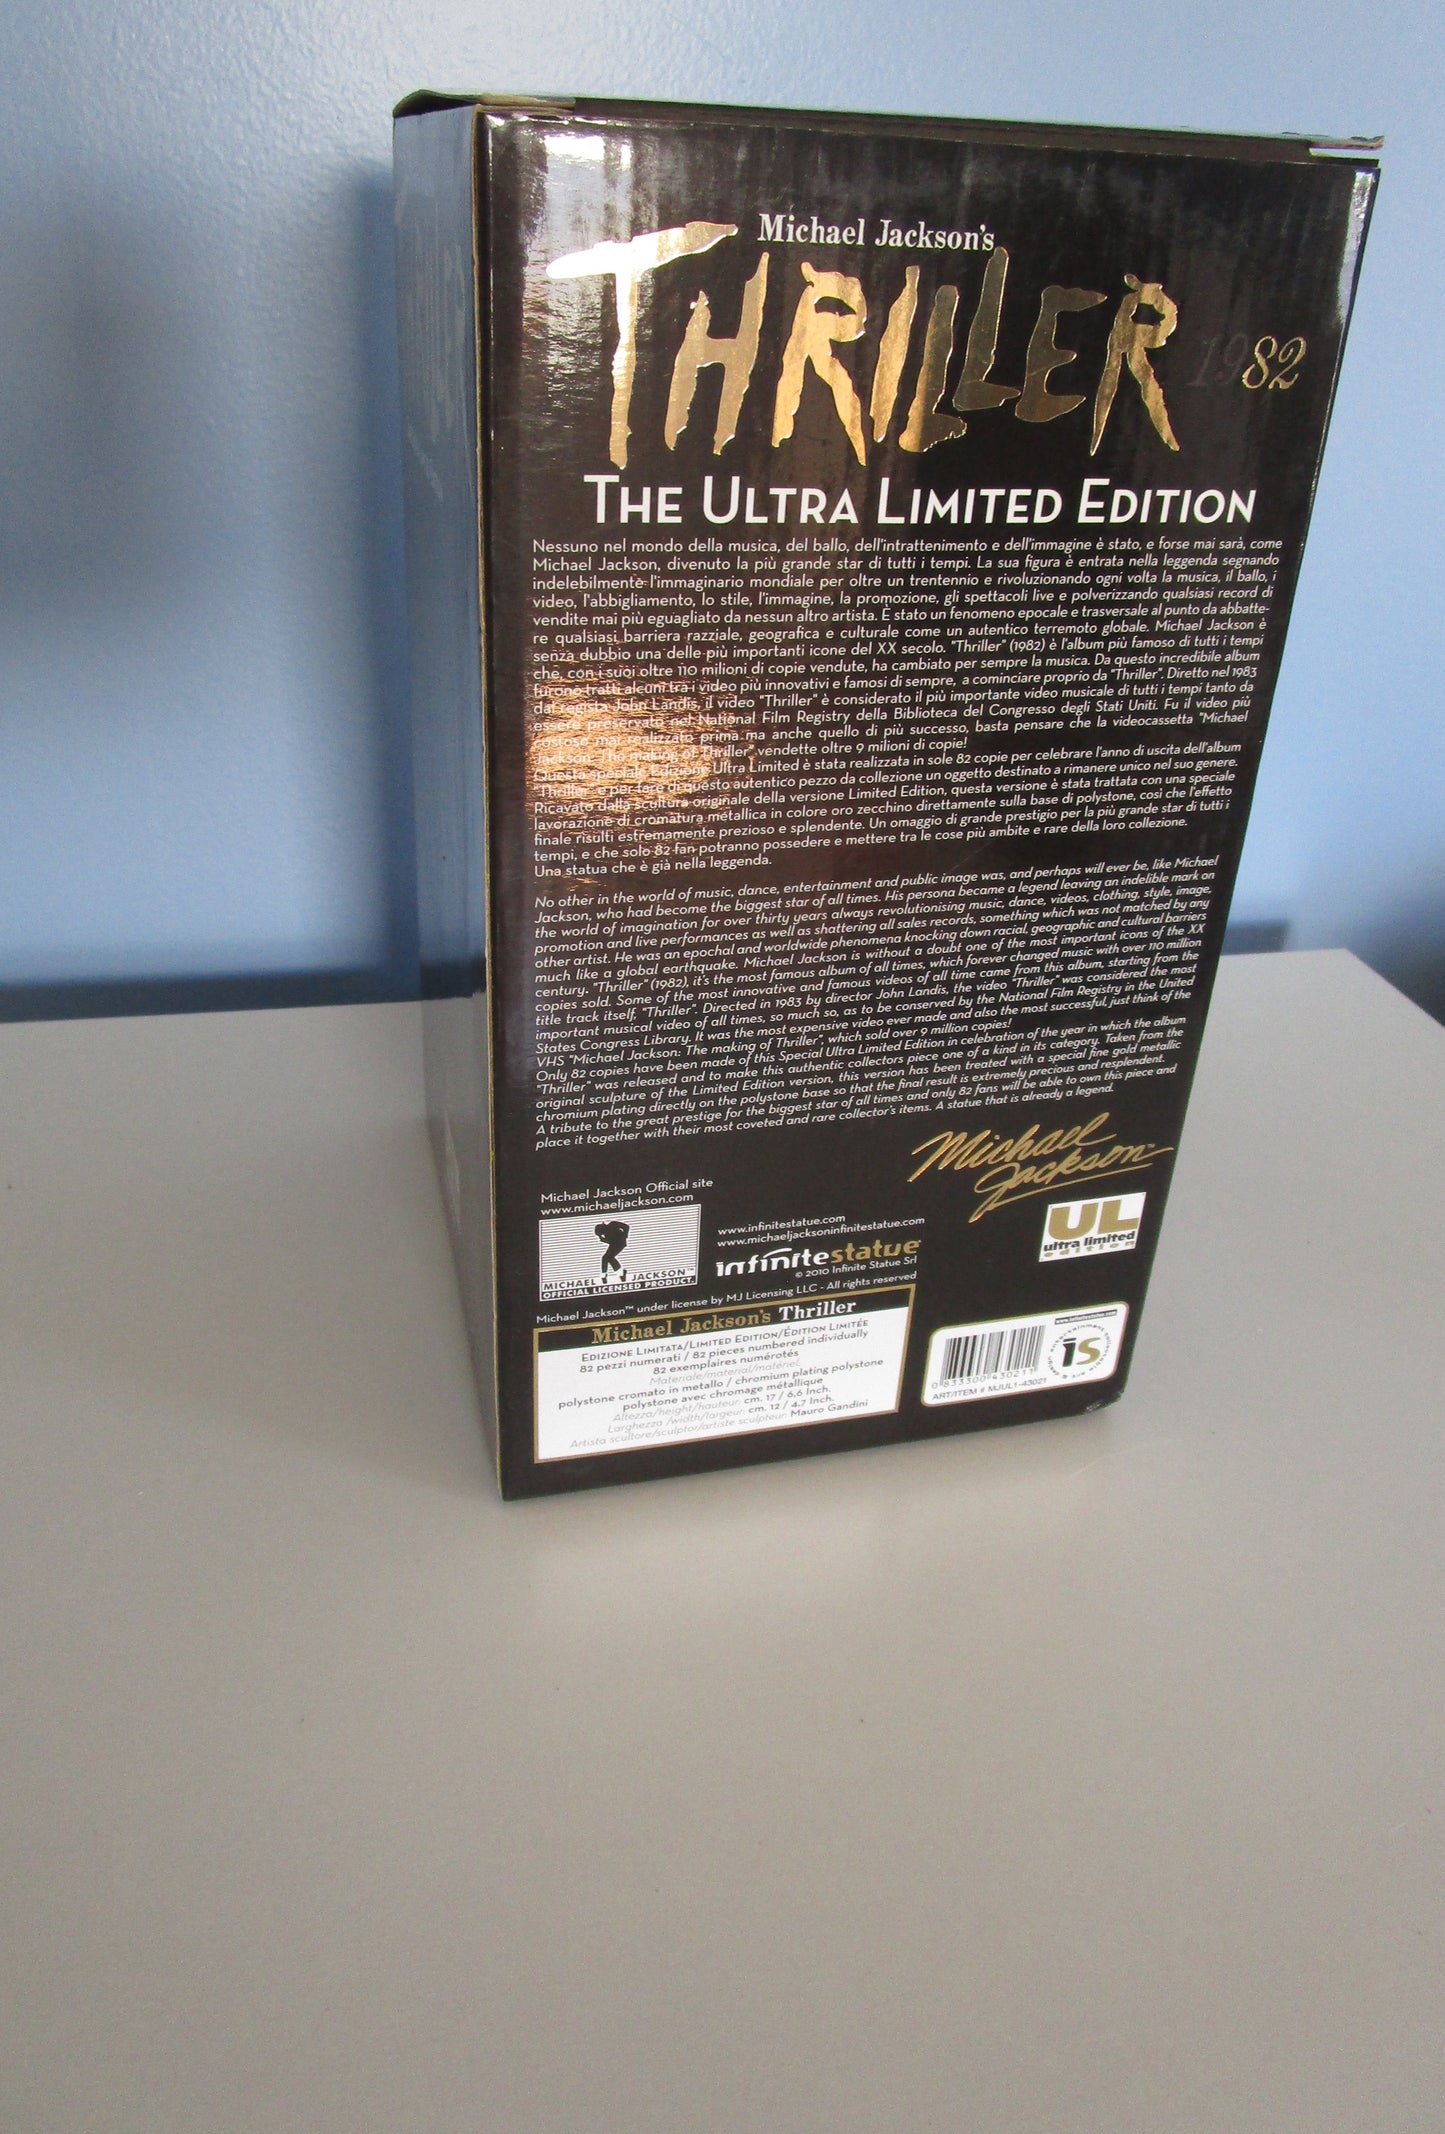 Michael Jackson's
THRILLER
1982
THE ULTRA LIMITED EDITION
Nessuno nel mondo della musica, del ballo, dell'intrattenimento e dell'immagine è stato, e forse mai sarà, come
Michael Jackson, divenuto la più grande star di tutti i tempi. La sua figura è entrata nella leggenda segnando
indelebilmente l'immaginario mondiale per oltre un trentennio e rivoluzionando ogni volta la musica, il ballo, i
video, l'abbigliamento, lo stile, l'immagine, la promozione, gli spettacoli live e polverizzando qualsiasi record di
vendite mai più eguagliato da nessun altro artista. È stato un fenomeno epocale e trasversale al punto da abbatte-
re qualsiasi barriera razziale, geografica e culturale come un autentico terremoto globale. Michael Jackson è
senza dubbio una delle più importanti icone del XX secolo. "Thriller" (1982) è l'album più famoso di tutti i tempi
che, con i suoi oltre 110 milioni di copie vendute, ha cambiato per sempre la musica. Da questo incredibile album
furono tratti alcuni tra i video più innovativi e famosi di sempre, a cominciare proprio da "Thriller". Diretto nel 1983
dal regista John Landis, il video "Thriller" è considerato il più importante video musicale di tutti i tempi tanto da
essere preservato nel National Film Registry della Biblioteca del Congresso degli Stati Uniti. Fu il video più
costoso mai realizzato prima ma anche quello di più successo, basta pensare che la videocassetta "Michael
Jackson: The making of Thriller" vendette oltre 9 milioni di copie!
Questa speciale Edizione Ultra Limited è stata realizzata in sole 82 copie per celebrare l'anno di uscita dell'album
"Thriller" e per fare di questo autentico pezzo da collezione un oggetto destinato a rimanere unico nel suo genere.
Ricavato dalla scultura originale della versione Limited Edition, questa versione è stata trattata con una speciale
lavorazione di cromatura metallica in colore oro zecchino direttamente sulla base di polystone, così che l'effetto
finale risulti estremamente prezioso e splendente. Un omaggio di grande prestigio per la più grande star di tutti i
tempi, e che solo 82 fan potranno possedere e mettere tra le cose più ambite e rare della loro collezione.
Una statua che è già nella leggenda.
No other in the world of music, dance, entertainment and public image was, and perhaps will ever be, like Michael
Jackson, who had become the biggest star of all times. His persona became a legend leaving an indelible mark on
the world of imagination for over thirty years always revolutionising music, dance, videos, clothing, style, image,
promotion and live performances as well as shattering all sales records, something which was not matched by any
other artist. He was an epochal and worldwide phenomena knocking down racial, geographic and cultural barriers
much like a global earthquake. Michael Jackson is without a doubt one of the most important icons of the XX
century. "Thriller" (1982), it's the most famous album of all times, which forever changed music with over 110 million
copies sold. Some of the most innovative and famous videos of all time came from this album, starting from the
title track itself, "Thriller". Directed in 1983 by director John Landis, the video "Thriller" was considered the most
important musical video of all times, so much so, as to be conserved by the National Film Registry in the United
States Congress Library. It was the most expensive video ever made and also the most successful, just think of the
VHS "Michael Jackson: The making of Thriller", which sold over 9 million copies!
Only 82 copies have been made of this Special Ultra Limited Edition in celebration of the year in which the album
"Thriller" was released and to make this authentic collectors piece one of a kind in its category. Taken from the
original sculpture of the Limited Edition version, this version has been treated with a special fine gold metallic
chromium plating directly on the polystone base so that the final result is extremely precious and resplendent.
A tribute to the great prestige for the biggest star of all times and only 82 fans will be able to own this piece and
place it together with their most coveted and rare collector's items. A statue that is already a legend.
Michael
Jackson™
Michael Jackson Official site
www.michaeljackson.com
MICHAEL JACKSON™
OFFICIAL LICENSED PRODUCT.
www.infinitestatue.com
www.michaeljacksoninfinitestatue.com
infinitestatue
© 2010 Infinite Statue Srl
UL
ultra limited
edition
Michael Jackson™ under license by MJ Licensing LLC - All rights reserved
Michael Jackson's Thriller
EDIZIONE LIMITATA/LIMITED EDITION/ÉDITION LIMITÉE
82 pezzi numerati / 82 pieces numbered individually
82 exemplaires numérotés
Materiale/material/matériel
polystone cromato in metallo / chromium plating polystone
polystone avec chromage métallique
Altezza/height/hauteur: cm. 17 / 6,6 Inch.
Larghezza /width/largeur: cm. 12 / 4.7 Inch.
Artista scultore/sculptor/artiste sculpteur: Mauro Gandini
0 833300 430211
ART/ITEM # MJUL1-43021
www.infinitestatue.com
iS